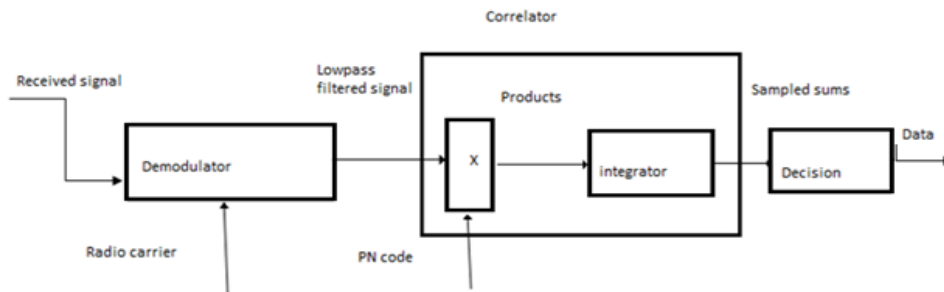 Correlator
Received signal
Lowpass
filtered signal
Products
Sampled sums
Data
Demodulator
X
integrator
Decision
Radio carrier
PN code